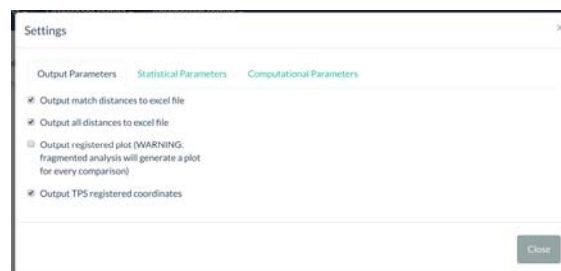 Settings
×
Output Parameters Statistical Parameters Computational Parameters
Output match distances to excel file
Output all distances to excel file
Output registered plot (WARNING:
fragmented analysis will generate a plot
for every comparison)
Output TPS registered coordinates
Close